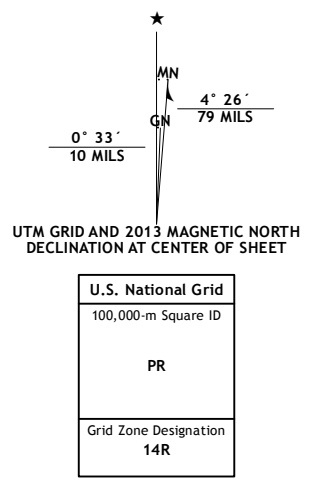 MN
4° 26´
79 MILS
GN
0° 33´
10 MILS
UTM GRID AND 2013 MAGNETIC NORTH
DECLINATION AT CENTER OF SHEET
U.S. National Grid
100,000-m Square ID
PR
Grid Zone Designation
14R